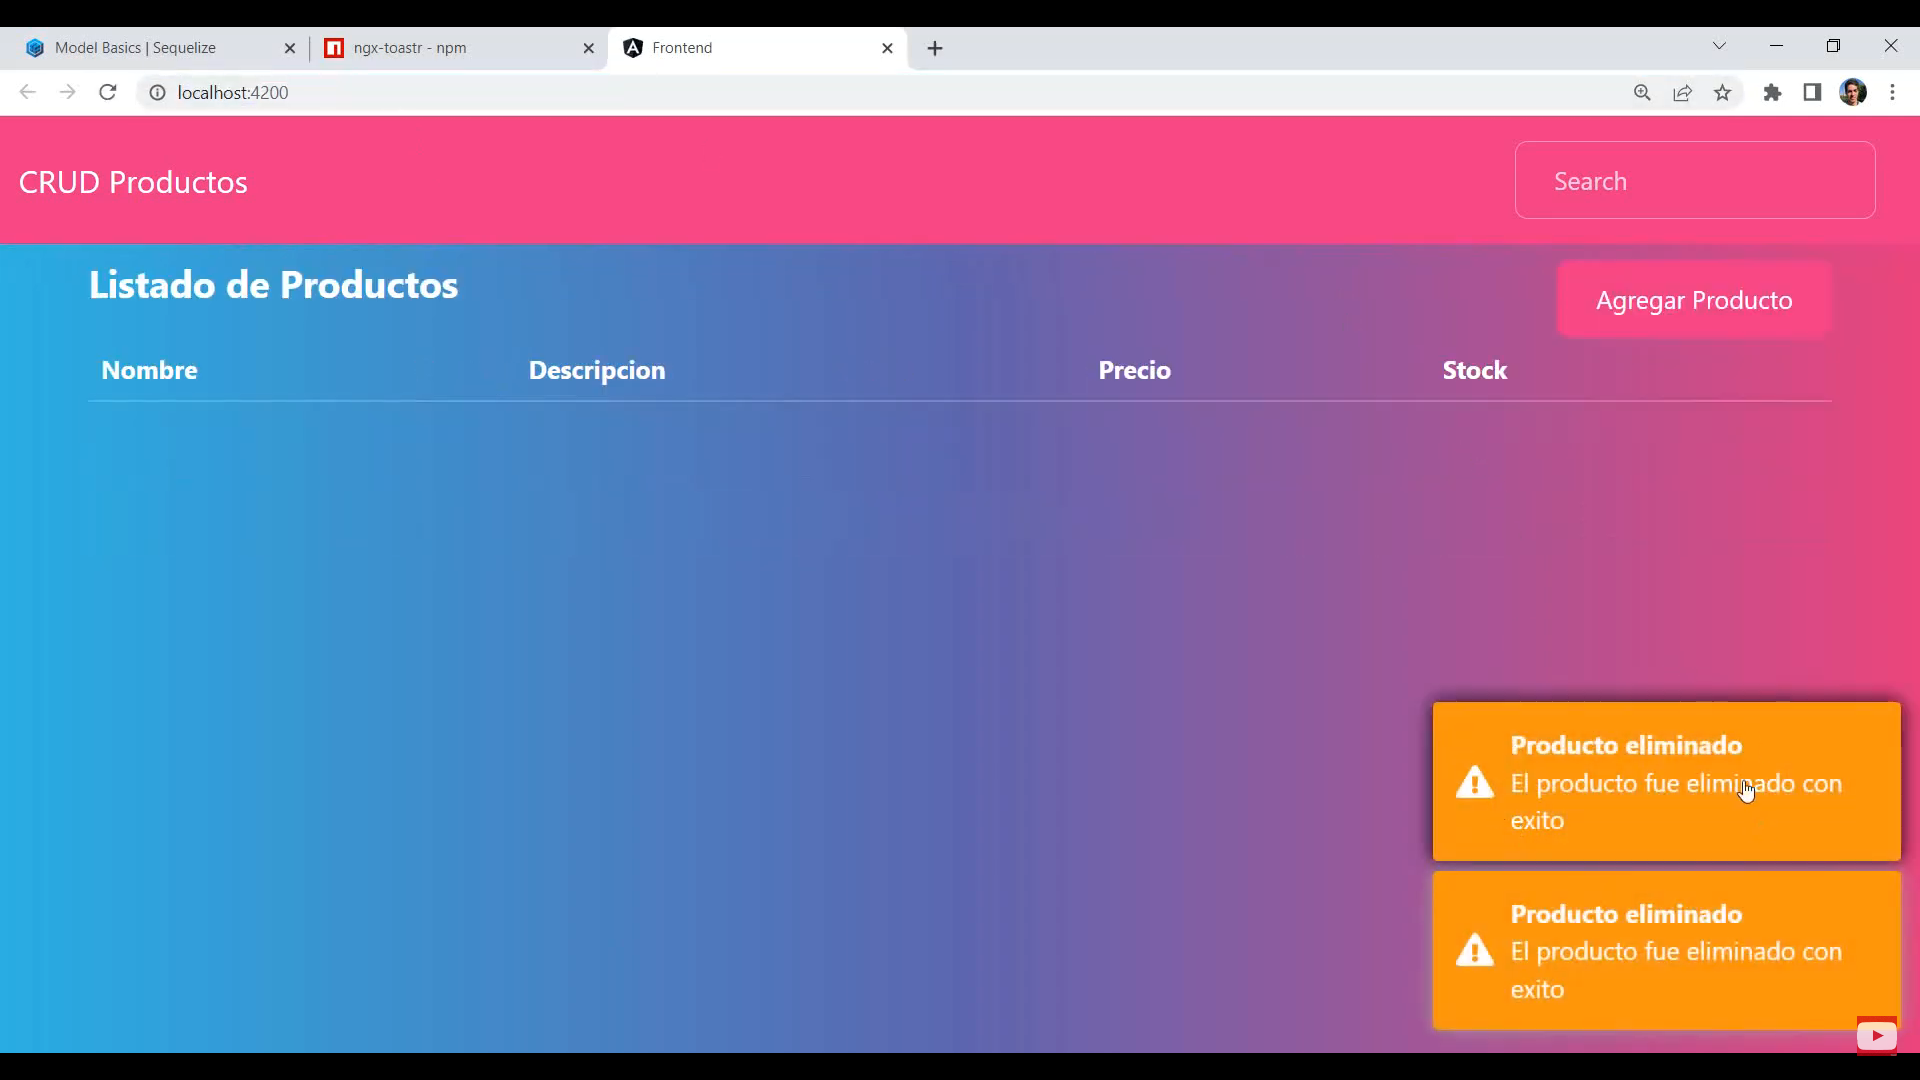 Model Basics | Sequelize
ngx-toastr - npm
Frontend
localhost:4200
CRUD Productos
Search
Listado de Productos
Agregar Producto
Nombre Descripcion Precio Stock
Producto eliminado
El producto fue eliminado con
exito
Producto eliminado
El producto fue eliminado con
exito